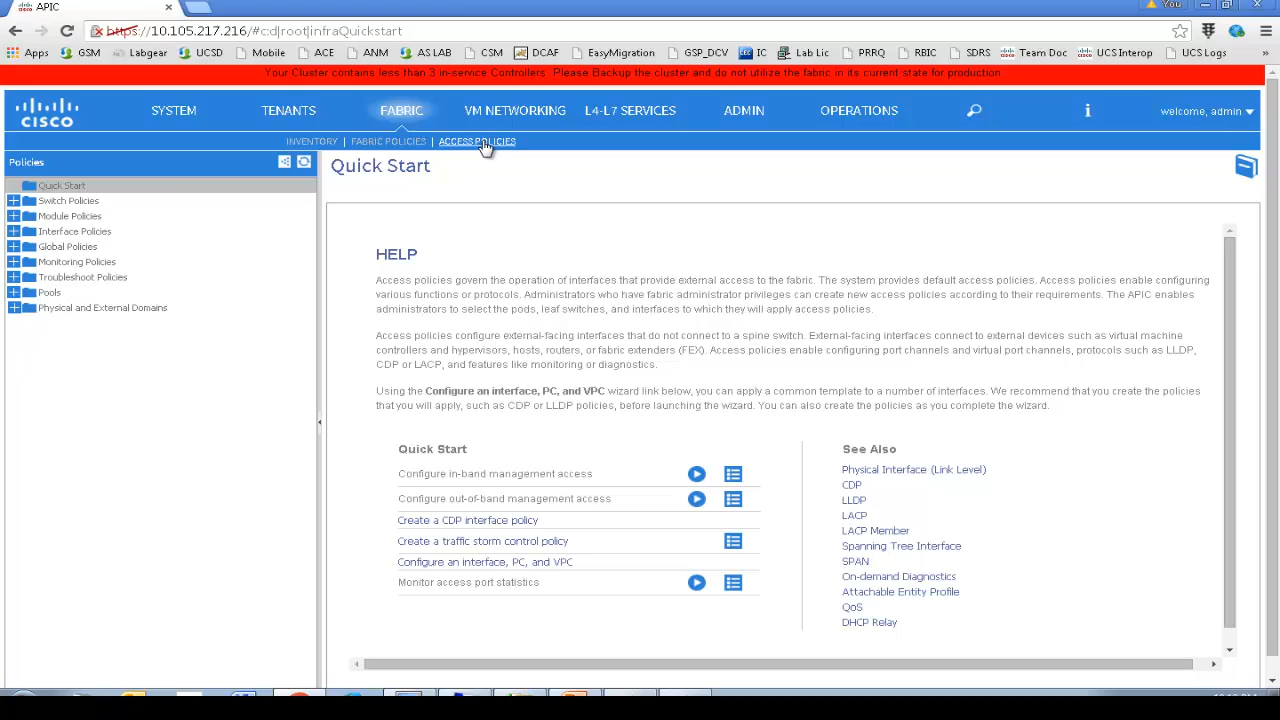 APIC
You
https://10.105.217.216/#cd|root|infraQuickstart
Apps GSM Labgear UCSD Mobile ACE ANM AS LAB CSM DCAF EasyMigration GSP_GUI IC Lab Lic PRRQ RBIC SDRS Team Doc UCS Interop UCS Logs »
Your Cluster contains less than 3 in-service Controllers. Please Backup the cluster and do not utilize the fabric in its current state for production
CISCO SYSTEM TENANTS FABRIC VM NETWORKING L4-L7 SERVICES ADMIN OPERATIONS i welcome, admin
INVENTORY | FABRIC POLICIES | ACCESS POLICIES
Policies
Quick Start
Quick Start
Switch Policies
Module Policies
Interface Policies
Global Policies
Monitoring Policies
Troubleshoot Policies
Pools
Physical and External Domains
HELP
Access policies govern the operation of interfaces that provide external access to the fabric. The system provides default access policies. Access policies enable configuring
various functions or protocols. Administrators who have fabric administrator privileges can create new access policies according to their requirements. The APIC enables
administrators to select the pods, leaf switches, and interfaces to which they will apply access policies.
Access policies configure external-facing interfaces that do not connect to a spine switch. External-facing interfaces connect to external devices such as virtual machine
controllers and hypervisors, hosts, routers, or fabric extenders (FEX). Access policies enable configuring port channels and virtual port channels, protocols such as LLDP,
CDP or LACP, and features like monitoring or diagnostics.
Using the Configure an interface, PC, and VPC wizard link below, you can apply a common template to a number of interfaces. We recommend that you create the policies
that you will apply, such as CDP or LLDP policies, before launching the wizard. You can also create the policies as you complete the wizard.
Quick Start
Configure in-band management access
Configure out-of-band management access
Create a CDP interface policy
Create a traffic storm control policy
Configure an interface, PC, and VPC
Monitor access port statistics
See Also
Physical Interface (Link Level)
CDP
LLDP
LACP
LACP Member
Spanning Tree Interface
SPAN
On-demand Diagnostics
Attachable Entity Profile
QoS
DHCP Relay